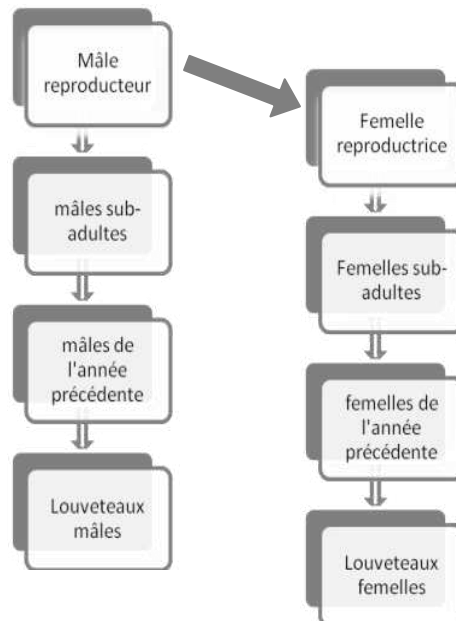 Mâle
reproducteur
mâles sub-
adultes
mâles de
l'année
précédente
Louveteaux
mâles
Femelle
reproductrice
Femelles sub-
adultes
femelles de
l'année
précédente
Louveteaux
femelles